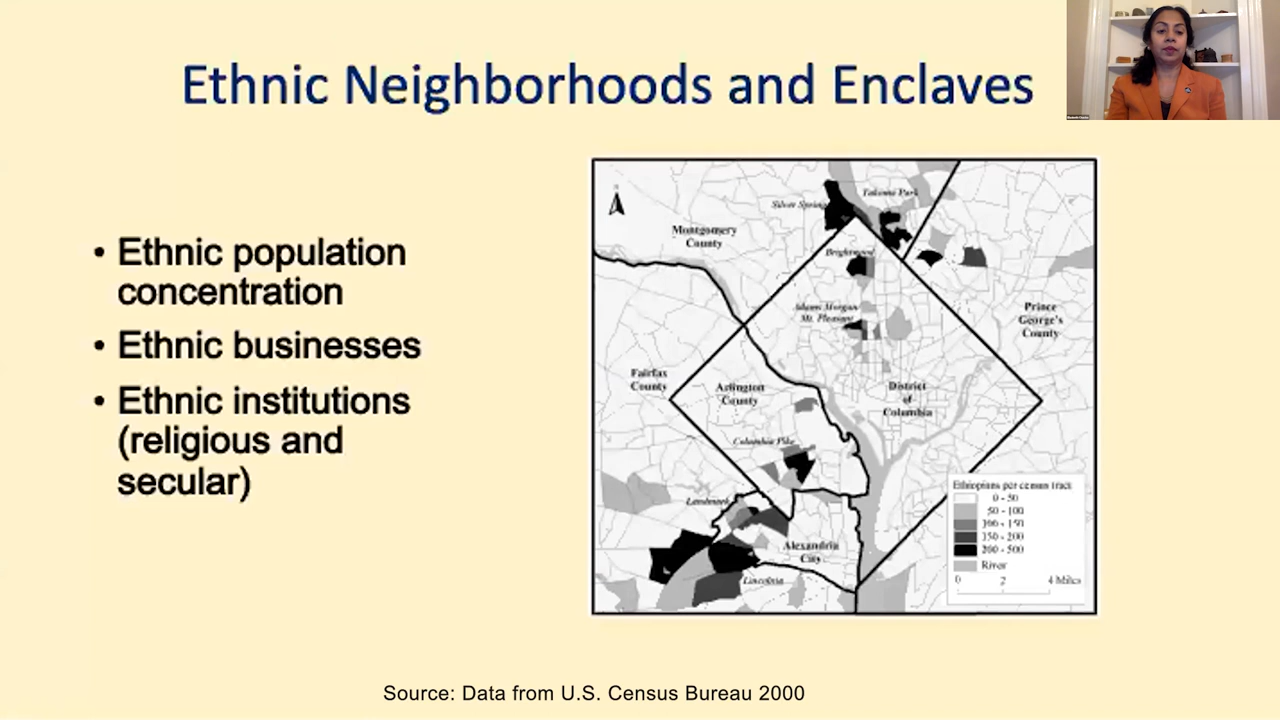 Ethnic Neighborhoods and Enclaves
• Ethnic population
concentration
• Ethnic businesses
• Ethnic institutions
(religious and
secular)
Takoma Park
Silver Spring
Montgomery
County
Brightwood
Adams Morgan
Mt. Pleasant
Prince
George's
County
Fairfax
County
Arlington
County
District
of
Columbia
Columbia Pike
Landmark
Alexandria
City
Lincolnia
Ethiopians per census tract
0 - 50
50 - 100
100 - 150
150 - 200
200 - 500
River
0 2 4 Miles
Source: Data from U.S. Census Bureau 2000